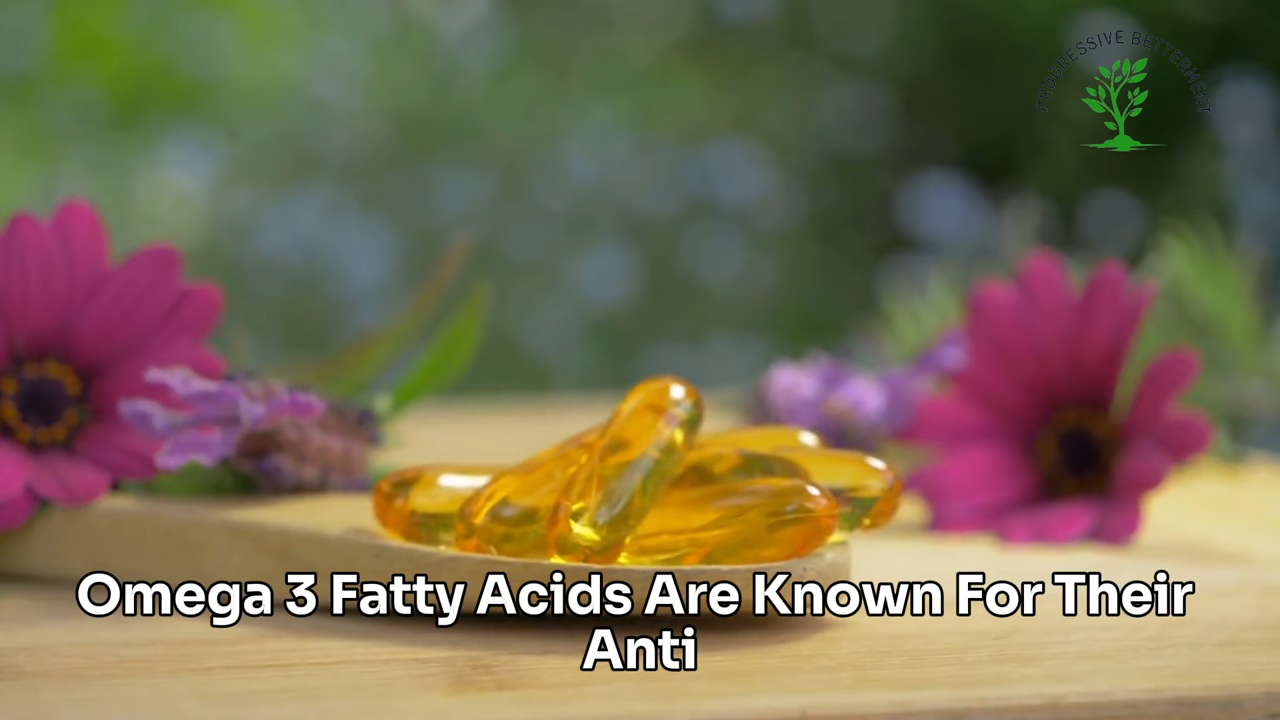 PROGRESSIVE BETTERMENT
Omega 3 Fatty Acids Are Known For Their
Anti